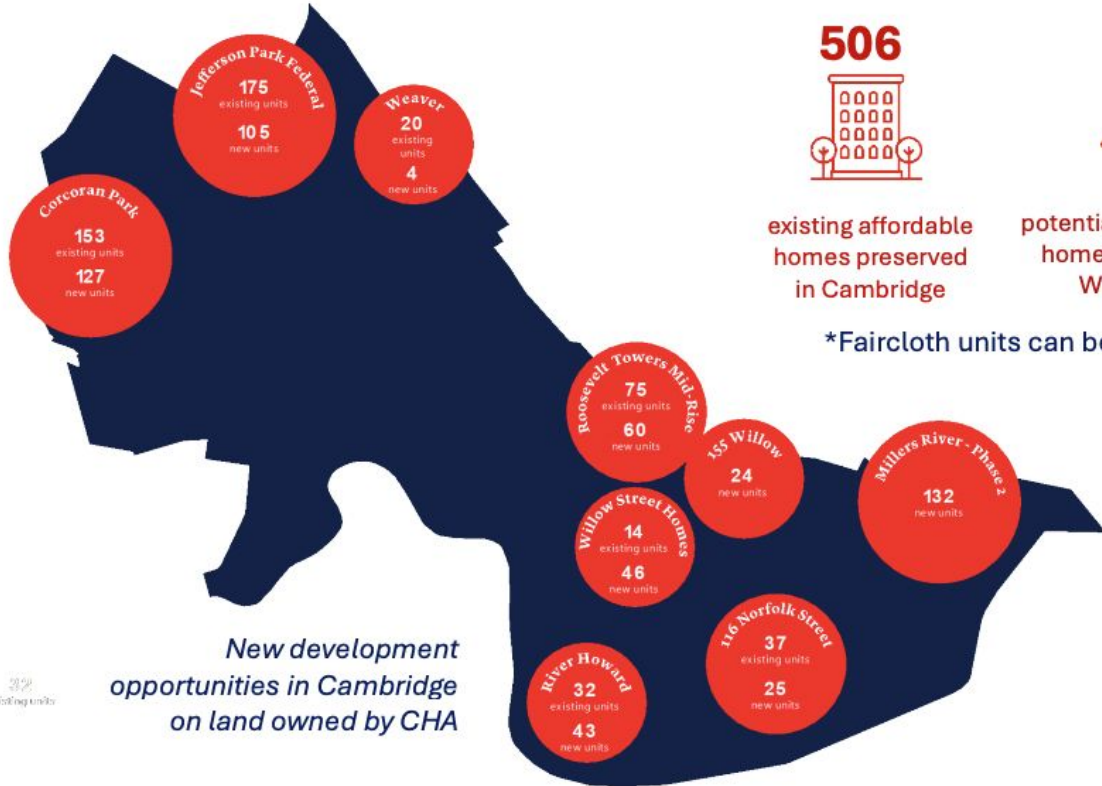 Jefferson Park Federal
175
existing units
105
new units
Weaver
20
existing
units
4
new units
Corcoran Park
153
existing units
127
new units
506
existing affordable
homes preserved
in Cambridge
home
W
*Faircloth units can be
Roosevelt Towers Mid-Rise
75
existing units
60
new units
155 Willow
24
new units
Millers River - Phase 2
132
new units
Willow Street Homes
14
existing units
46
new units
116 Norfolk Street
37
existing units
25
new units
River Howard
32
existing units
43
new units
New development
opportunities in Cambridge
on land owned by CHA
32